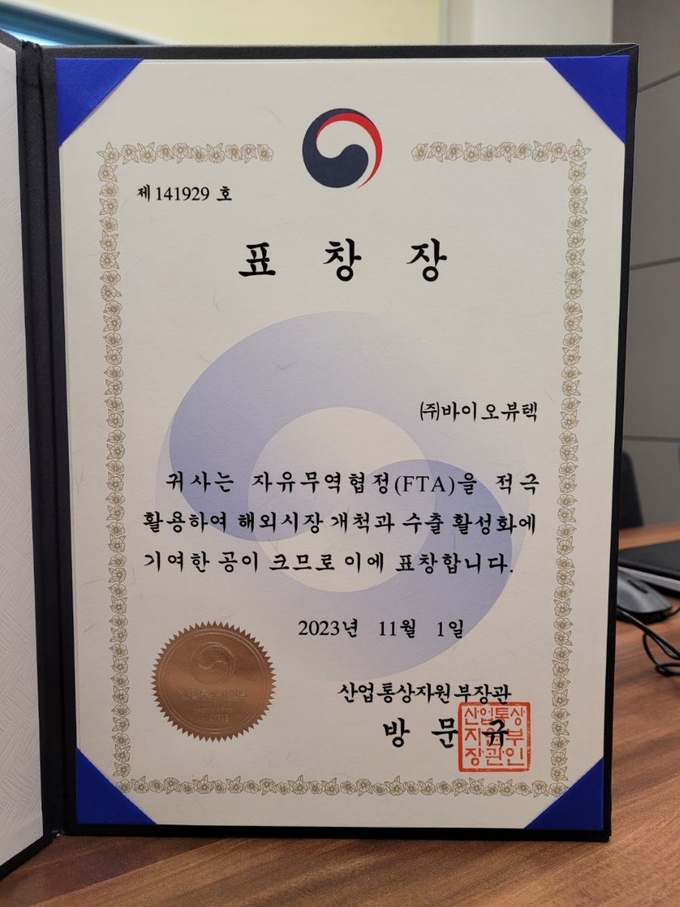 제 141929 호
표 창 장
㈜바이오뷰텍
귀사는 자유무역협정(FTA)을 적극
활용하여 해외시장 개척과 수출 활성화에
기여한 공이 크므로 이에 표창합니다.
2023년 11월 1일
산업통상자원부장관
방 문 규
산업통상
자원부
장관인